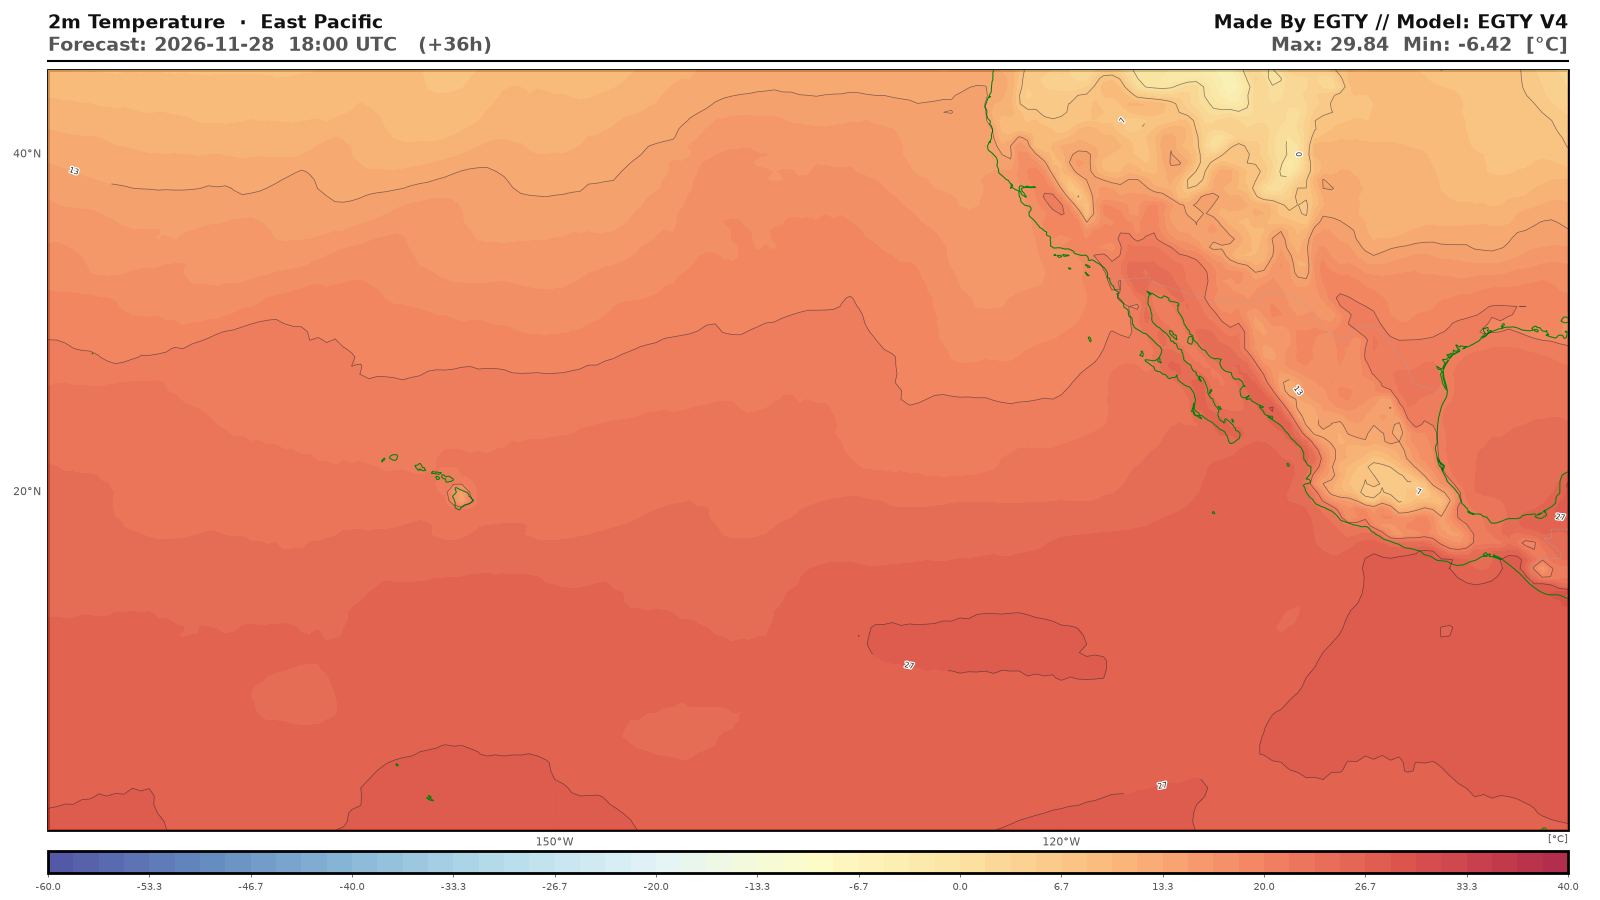 2m Temperature · East Pacific
Made By EGTY // Model: EGTY V4
Forecast: 2026-11-28 18:00 UTC (+36h)
Max: 29.84 Min: -6.42 [°C]
7
40°N
0
13
13
20°N
7
27
27
27
150°W
120°W
[°C]
-60.0
-53.3
-46.7
-40.0
-33.3
-26.7
-20.0
-13.3
-6.7
0.0
6.7
13.3
20.0
26.7
33.3
40.0